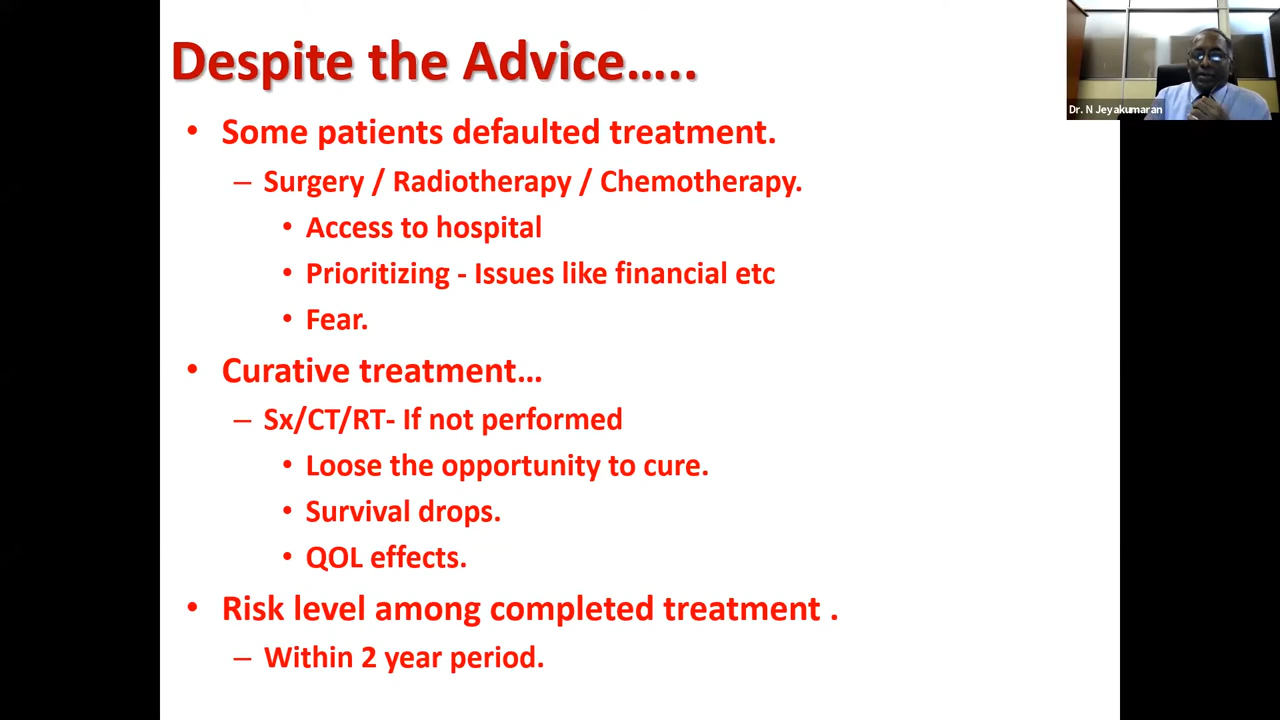 Despite the Advice…..
Dr. N Jeyakumaran
• Some patients defaulted treatment.
– Surgery / Radiotherapy / Chemotherapy.
• Access to hospital
• Prioritizing - Issues like financial etc
• Fear.
• Curative treatment…
– Sx/CT/RT- If not performed
• Loose the opportunity to cure.
• Survival drops.
• QOL effects.
• Risk level among completed treatment .
– Within 2 year period.